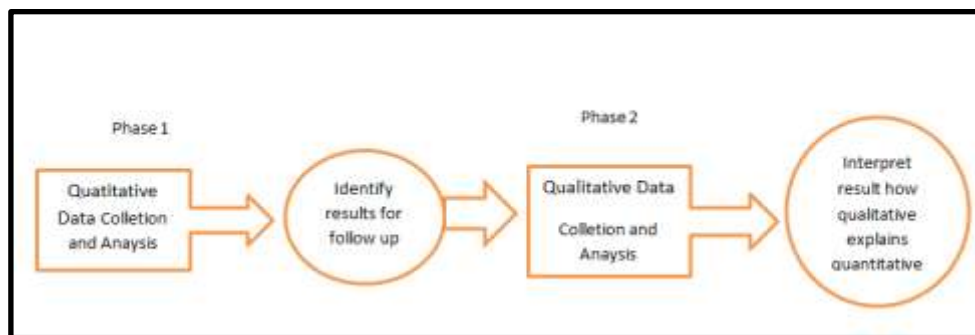 Phase 1
Quatitative
Data Colletion
and Anaysis
Identify
results for
follow up
Phase 2
Qualitative Data
Colletion and
Anaysis
Interpret
result how
qualitative
explains
quantitative